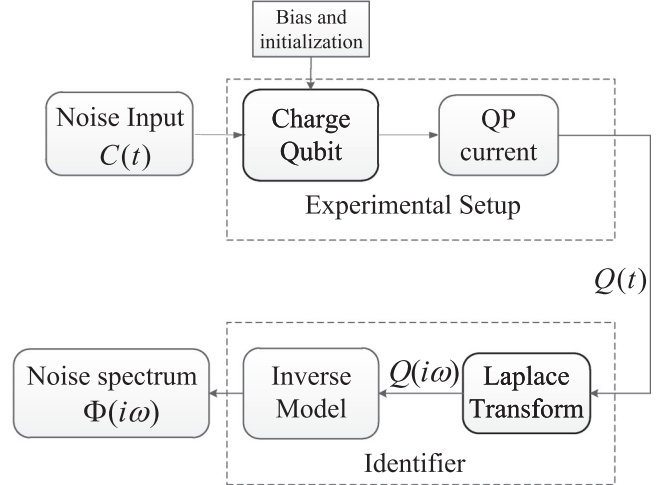 Bias and
initialization
Noise Input
C(t)
Charge
Qubit
QP
current
Experimental Setup
Q(t)
Noise spectrum
Φ(iω)
Inverse
Model
Q(iω)
Laplace
Transform
Identifier